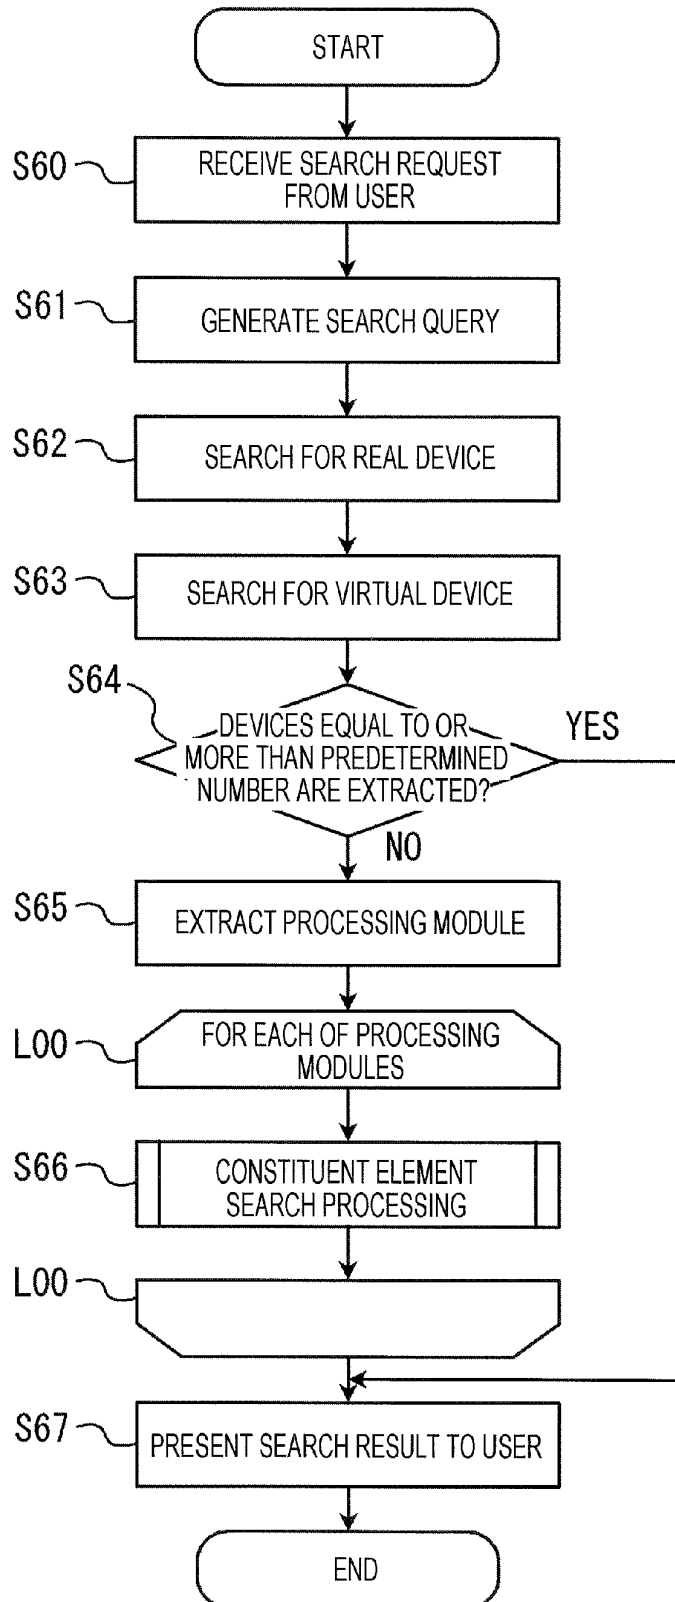 START
S60
RECEIVE SEARCH REQUEST
FROM USER
S61
GENERATE SEARCH QUERY
S62
SEARCH FOR REAL DEVICE
S63
SEARCH FOR VIRTUAL DEVICE
S64
DEVICES EQUAL TO OR
MORE THAN PREDETERMINED
NUMBER ARE EXTRACTED?
YES
NO
S65
EXTRACT PROCESSING MODULE
L00
FOR EACH OF PROCESSING
MODULES
S66
CONSTITUENT ELEMENT
SEARCH PROCESSING
L00
S67
PRESENT SEARCH RESULT TO USER
END